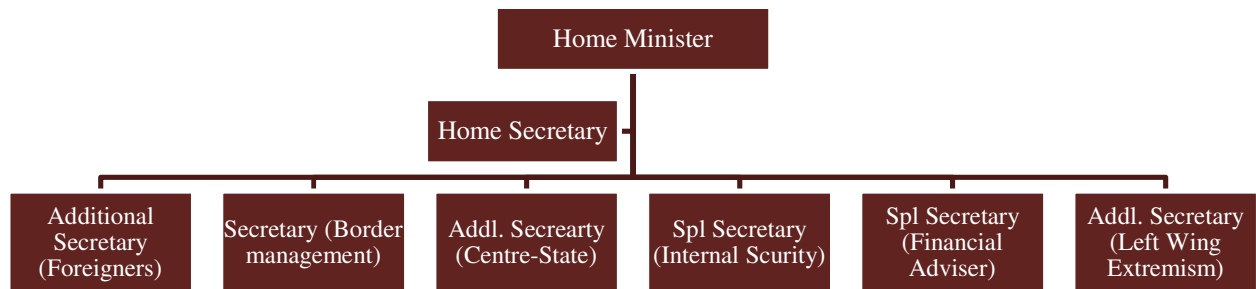 Home Minister
Home Secretary
Additional
Secretary
(Foreigners)
Secretary (Border
management)
Addl. Secrearty
(Centre-State)
Spl Secretary
(Internal Scurity)
Spl Secretary
(Financial
Adviser)
Addl. Secretary
(Left Wing
Extremism)